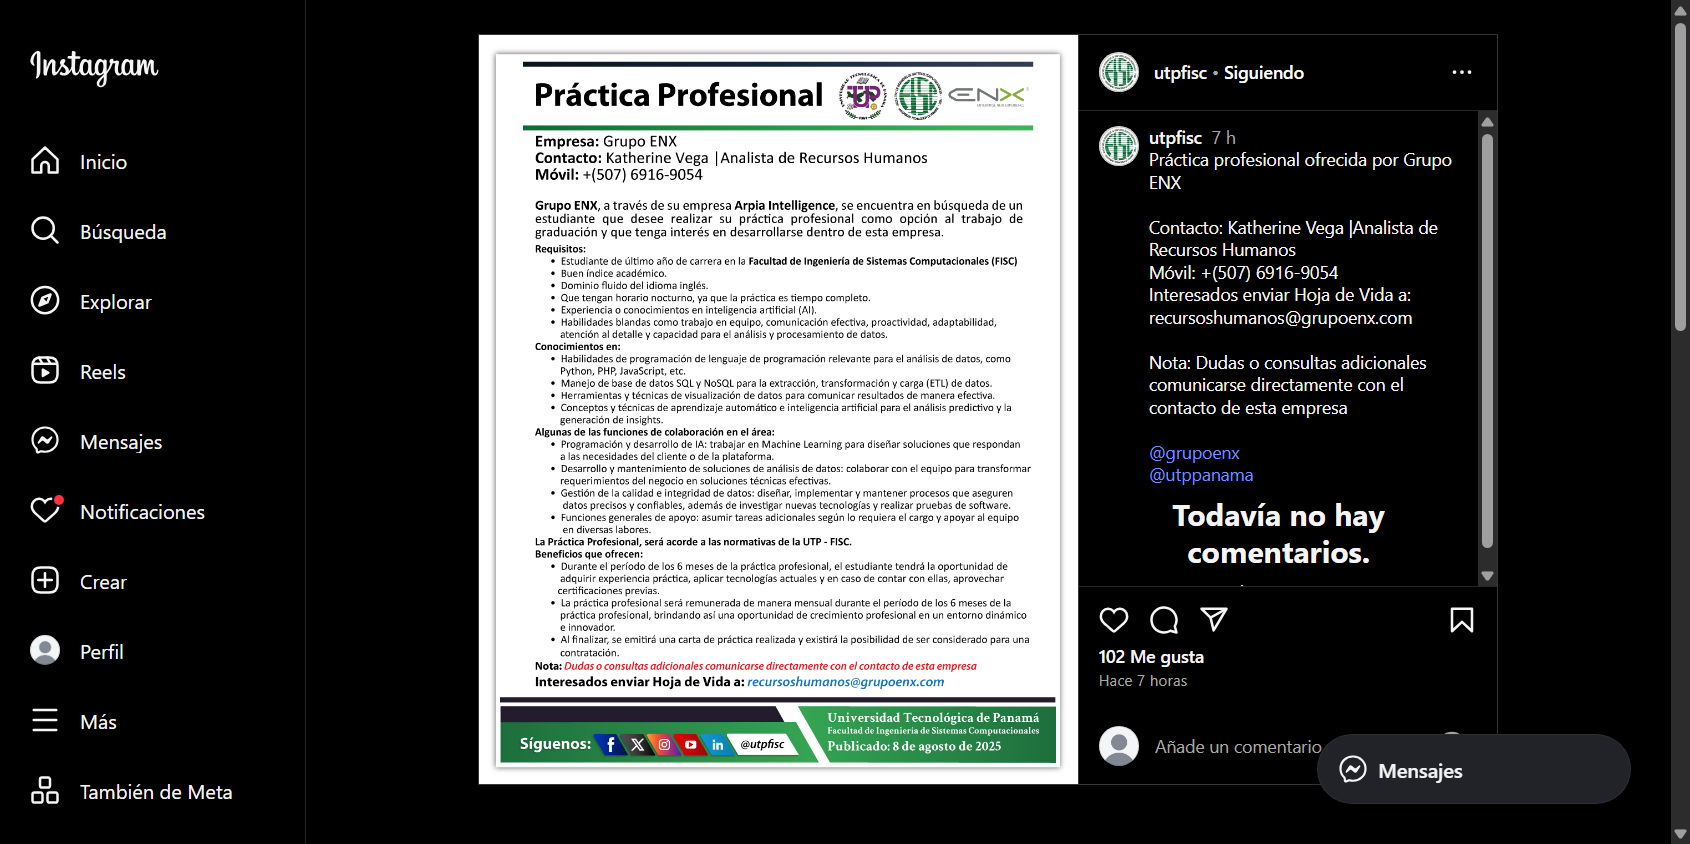 Instagram
Inicio
Búsqueda
Explorar
Reels
Mensajes
Notificaciones
Crear
Perfil
Más
También de Meta
Práctica Profesional
ENX
Empresa: Grupo ENX
Contacto: Katherine Vega |Analista de Recursos Humanos
Móvil: +(507) 6916-9054
Grupo ENX, a través de su empresa Arpia Intelligence, se encuentra en búsqueda de un
estudiante que desee realizar su práctica profesional como opción al trabajo de
graduación y que tenga interés en desarrollarse dentro de esta empresa.
Requisitos:
• Estudiante de último año de carrera en la Facultad de Ingeniería de Sistemas Computacionales (FISC)
• Buen índice académico.
• Dominio fluido del idioma inglés.
• Que tengan horario nocturno, ya que la práctica es tiempo completo.
• Experiencia o conocimientos en inteligencia artificial (AI).
• Habilidades blandas como trabajo en equipo, comunicación efectiva, proactividad, adaptabilidad,
atención al detalle y capacidad para el análisis y procesamiento de datos.
Conocimientos en:
• Habilidades de programación de lenguaje de programación relevante para el análisis de datos, como
Python, PHP, JavaScript, etc.
• Manejo de base de datos SQL y NoSQL para la extracción, transformación y carga (ETL) de datos.
• Herramientas y técnicas de visualización de datos para comunicar resultados de manera efectiva.
• Conceptos y técnicas de aprendizaje automático e inteligencia artificial para el análisis predictivo y la
generación de insights.
Algunas de las funciones de colaboración en el área:
• Programación y desarrollo de IA: trabajar en Machine Learning para diseñar soluciones que respondan
a las necesidades del cliente o de la plataforma.
• Desarrollo y mantenimiento de soluciones de análisis de datos: colaborar con el equipo para transformar
requerimientos del negocio en soluciones técnicas efectivas.
• Gestión de la calidad e integridad de datos: diseñar, implementar y mantener procesos que aseguren
datos precisos y confiables, además de investigar nuevas tecnologías y realizar pruebas de software.
• Funciones generales de apoyo: asumir tareas adicionales según lo requiera el cargo y apoyar al equipo
en diversas labores.
La Práctica Profesional, será acorde a las normativas de la UTP - FISC.
Beneficios que ofrecen:
• Durante el período de los 6 meses de la práctica profesional, el estudiante tendrá la oportunidad de
adquirir experiencia práctica, aplicar tecnologías actuales y en caso de contar con ellas, aprovechar
certificaciones previas.
• La práctica profesional será remunerada de manera mensual durante el período de los 6 meses de la
práctica profesional, brindando así una oportunidad de crecimiento profesional en un entorno dinámico
e innovador.
• Al finalizar, se emitirá una carta de práctica realizada y existirá la posibilidad de ser considerado para una
contratación.
Nota: Dudas o consultas adicionales comunicarse directamente con el contacto de esta empresa
Interesados enviar Hoja de Vida a: recursoshumanos@grupoenx.com
Síguenos:
@utpfisc
Universidad Tecnológica de Panamá
Facultad de Ingeniería de Sistemas Computacionales
Publicado: 8 de agosto de 2025
utpfisc • Siguiendo
utpfisc 7 h
Práctica profesional ofrecida por Grupo
ENX
Contacto: Katherine Vega |Analista de
Recursos Humanos
Móvil: +(507) 6916-9054
Interesados enviar Hoja de Vida a:
recursoshumanos@grupoenx.com
Nota: Dudas o consultas adicionales
comunicarse directamente con el
contacto de esta empresa
@grupoenx
@utppanama
Todavía no hay
comentarios.
102 Me gusta
Hace 7 horas
Añade un comentario
Mensajes